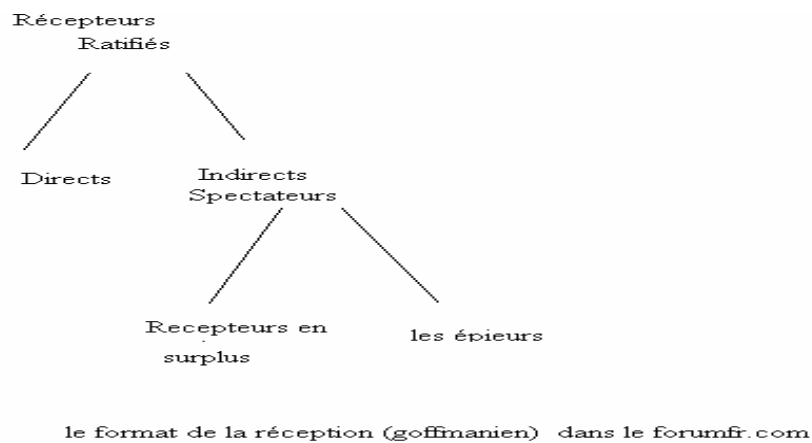 Récepteurs
Ratifiés
Directs
Indirects
Spectateurs
Recepteurs en
surplus
les épieurs
le format de la réception (goffmanien) dans le forumfr.com